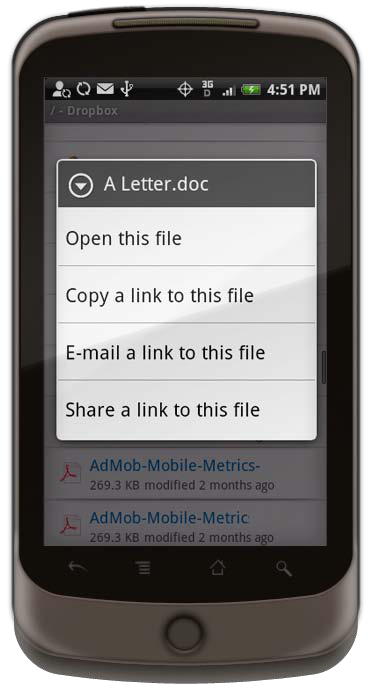 3G
D
4:51 PM
/ - Dropbox
A Letter.doc
Open this file
Copy a link to this file
E-mail a link to this file
Share a link to this file
AdMob-Mobile-Metrics-
269.3 KB modified 2 months ago
AdMob-Mobile-Metric
269.3 KB modified 2 months ago